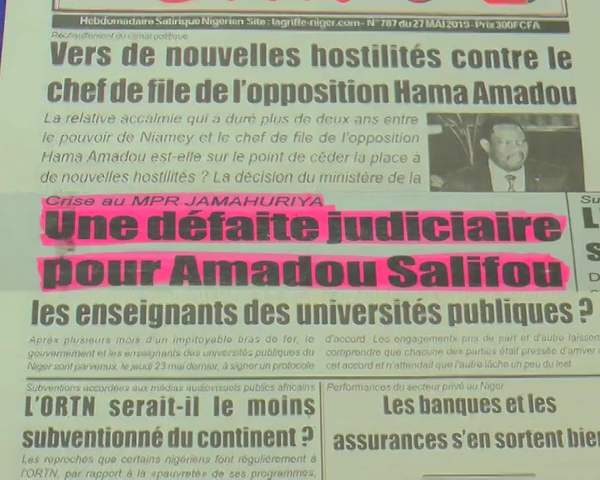 Hebdomadaire Satirique Nigerien Site : lagriffe-niger.com - N° 787 du 27 MAI 2019 - Prix 300F CFA
du climat politique
Vers de nouvelles hostilités contre le
chef de file de l'opposition Hama Amadou
La relative accalmie qui a duré plus de deux ans entre
le pouvoir de Niamey et le chef de file de l'opposition
Hama Amadou est-elle sur le point de céder la place à
de nouvelles hostilités ? La décision du ministère de la
Crise au MPR JAMAHURIYA
Une défaite judiciaire
pour Amadou Salifou
Su
L'
S
D
les enseignants des universités publiques ?
Après plusieurs mois d'un impitoyable bras de fer, le
gouvernement et les enseignants des universités publiques du
Niger sont parvenus, le jeudi 23 mai dernier, à signer un protocole
d'accord. Les engagements pris de part et d'autre laissen
comprendre que chacune des parties était pressée d'arriver
cet accord et n'attendait que l'autre lâche un peu du lest
Subventions accordées aux médias audiovisuels publics africains
L'ORTN serait-il le moins
subventionné du continent ?
Les reproches que certains nigériens font régulièrement à
l'ORTN, par rapport à la «pauvreté» de ses programmes,
Performances du secteur privé au Niger
Les banques et les
assurances s'en sortent bien